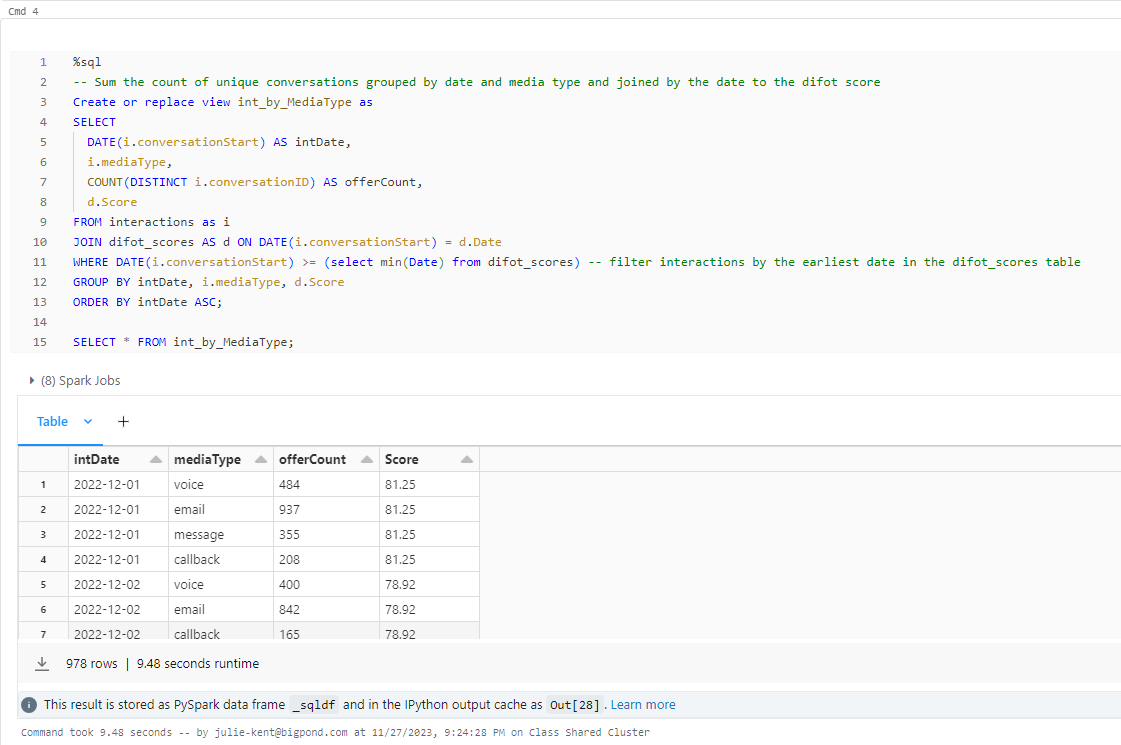 Cmd 4
1 %sql
2 -- Sum the count of unique conversations grouped by date and media type and joined by the date to the difot score
3 Create or replace view int_by_MediaType as
4 SELECT
5 DATE(i.conversationStart) AS intDate,
6 i.mediaType,
7 COUNT(DISTINCT i.conversationID) AS offerCount,
8 d.Score
9 FROM interactions as i
10 JOIN difot_scores AS d ON DATE(i.conversationStart) = d.Date
11 WHERE DATE(i.conversationStart) >= (select min(Date) from difot_scores) -- filter interactions by the earliest date in the difot_scores table
12 GROUP BY intDate, i.mediaType, d.Score
13 ORDER BY intDate ASC;
14
15 SELECT * FROM int_by_MediaType;
(8) Spark Jobs
Table +
intDate mediaType offerCount Score
1 2022-12-01 voice 484 81.25
2 2022-12-01 email 937 81.25
3 2022-12-01 message 355 81.25
4 2022-12-01 callback 208 81.25
5 2022-12-02 voice 400 78.92
6 2022-12-02 email 842 78.92
7 2022-12-02 callback 165 78.92
978 rows | 9.48 seconds runtime
This result is stored as PySpark data frame _sqldf and in the IPython output cache as Out[28]. Learn more
Command took 9.48 seconds -- by julie-kent@bigpond.com at 11/27/2023, 9:24:28 PM on Class Shared Cluster